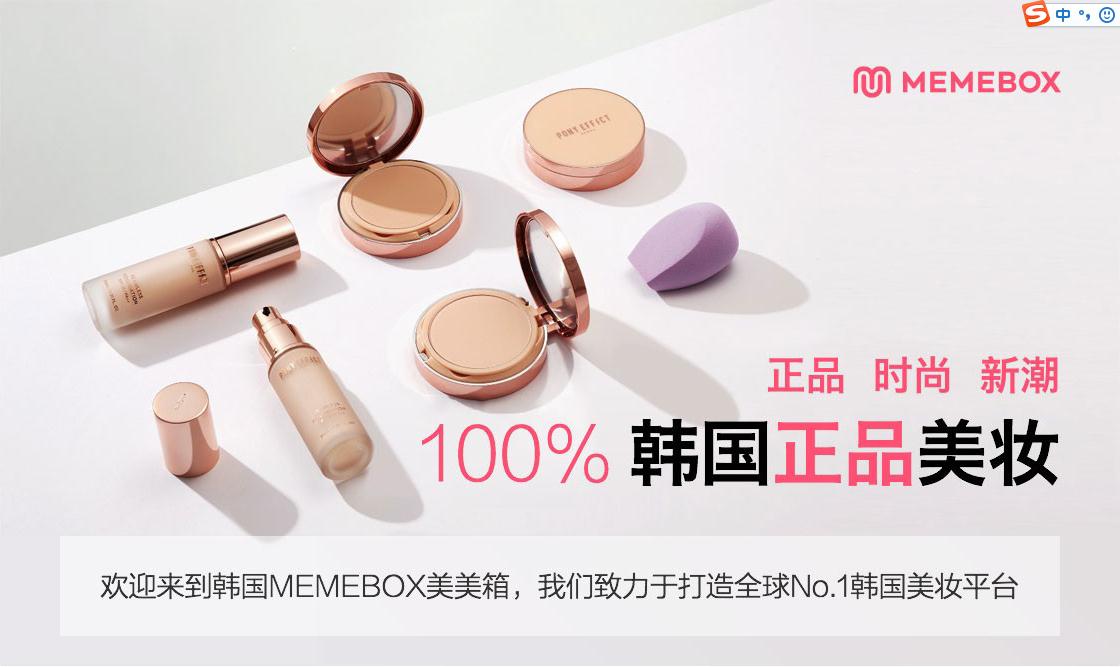 中
MEMEBOX
PONY EFFECT
正品 时尚 新潮
100% 韩国正品美妆
欢迎来到韩国MEMEBOX美美箱，我们致力于打造全球No.1韩国美妆平台